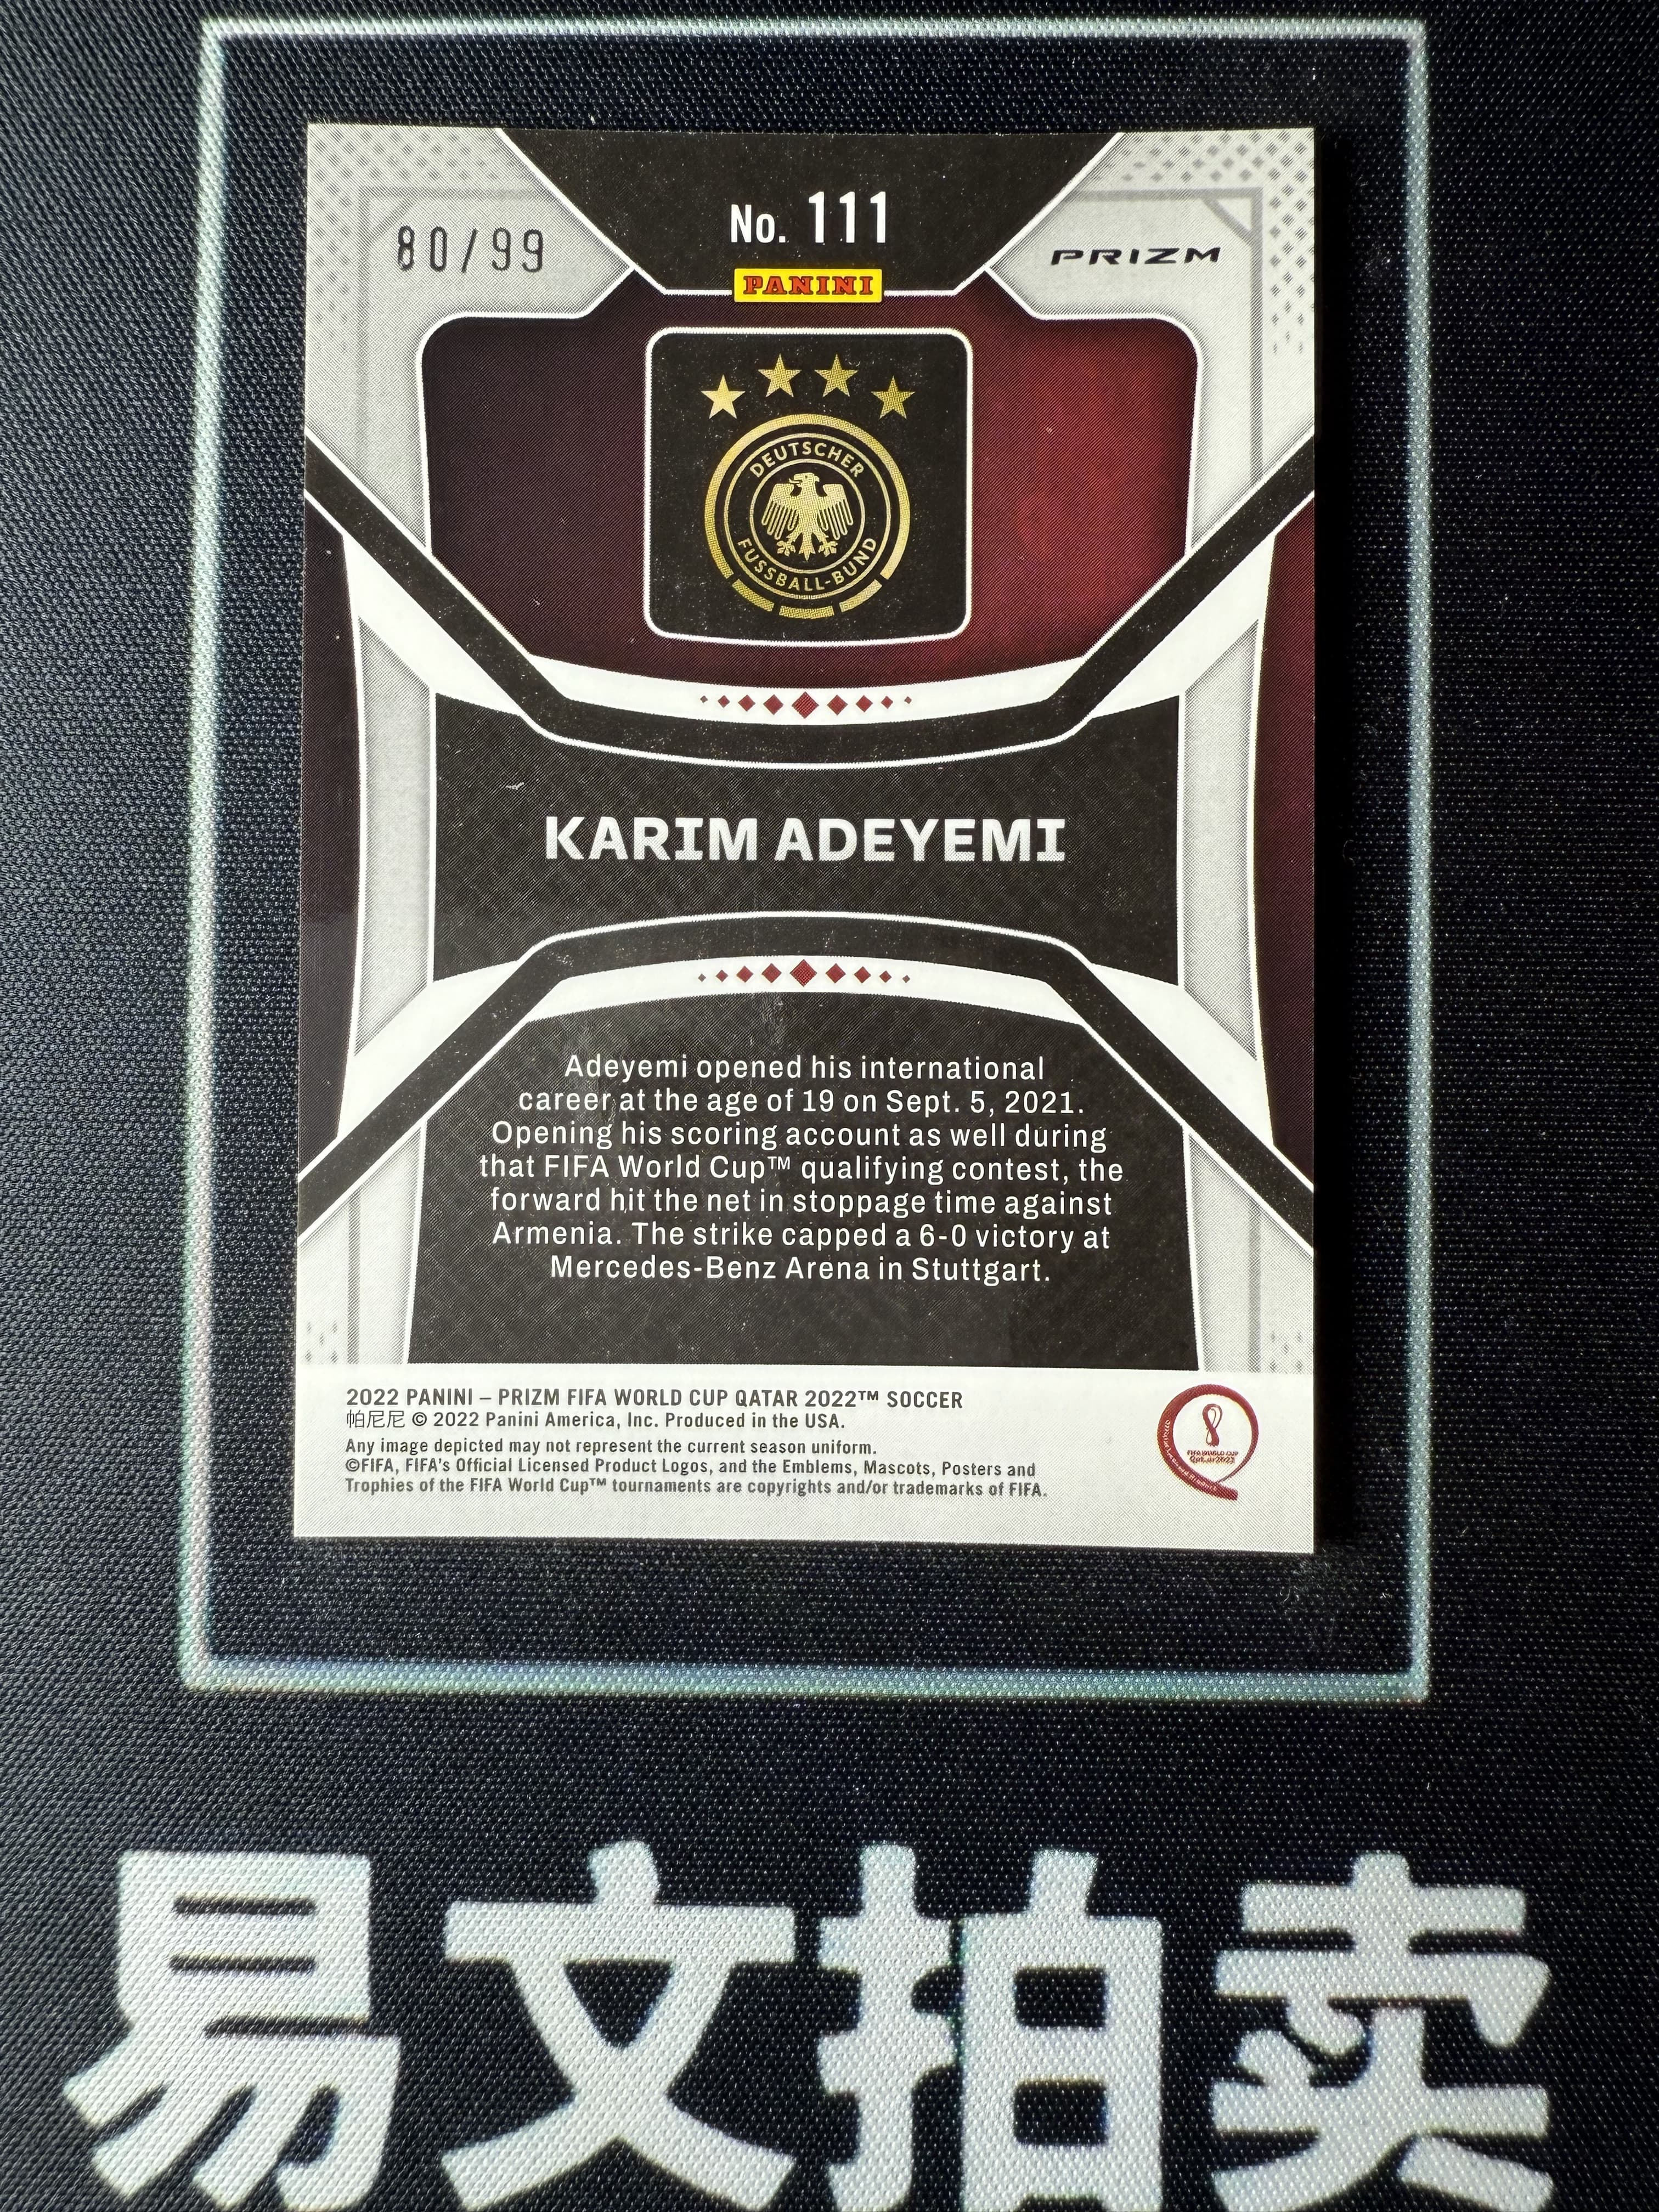 80/99
No. 111
PRIZM
PANINI
DEUTSCHER
FUSSBALL-BUND
KARIM ADEYEMI
Adeyemi opened his international
career at the age of 19 on Sept. 5, 2021.
Opening his scoring account as well during
that FIFA World Cup™ qualifying contest, the
forward hit the net in stoppage time against
Armenia. The strike capped a 6-0 victory at
Mercedes-Benz Arena in Stuttgart.
2022 PANINI – PRIZM FIFA WORLD CUP QATAR 2022™ SOCCER
帕尼尼 © 2022 Panini America, Inc. Produced in the USA.
Any image depicted may not represent the current season uniform.
©FIFA, FIFA's Official Licensed Product Logos, and the Emblems, Mascots, Posters and
Trophies of the FIFA World Cup™ tournaments are copyrights and/or trademarks of FIFA.
FIFA WORLD CUP
Qatar2022
易文拍卖